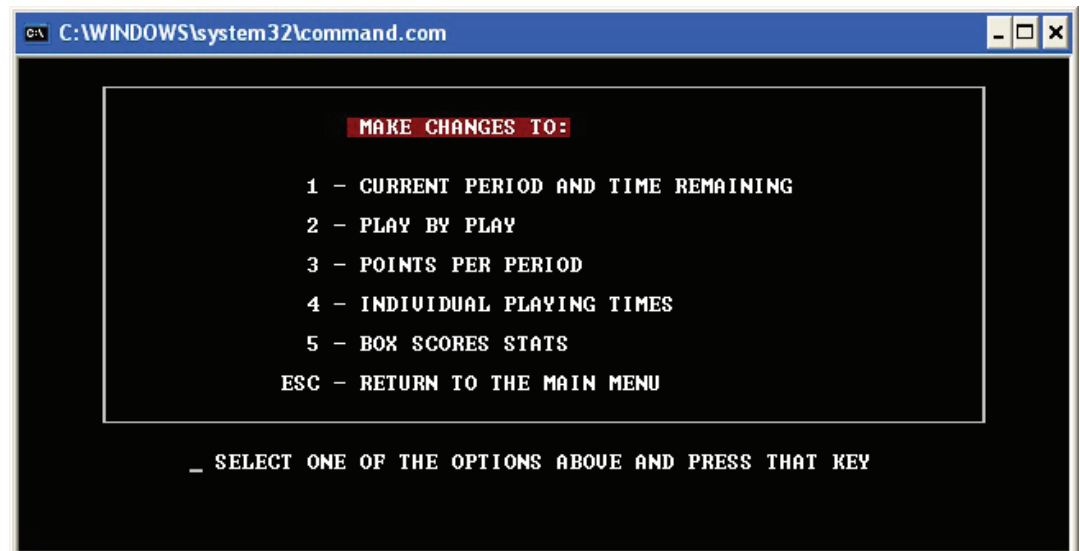 C:\WINDOWS\system32\command.com
MAKE CHANGES TO:
1 - CURRENT PERIOD AND TIME REMAINING
2 - PLAY BY PLAY
3 - POINTS PER PERIOD
4 - INDIVIDUAL PLAYING TIMES
5 - BOX SCORES STATS
ESC - RETURN TO THE MAIN MENU
_ SELECT ONE OF THE OPTIONS ABOVE AND PRESS THAT KEY